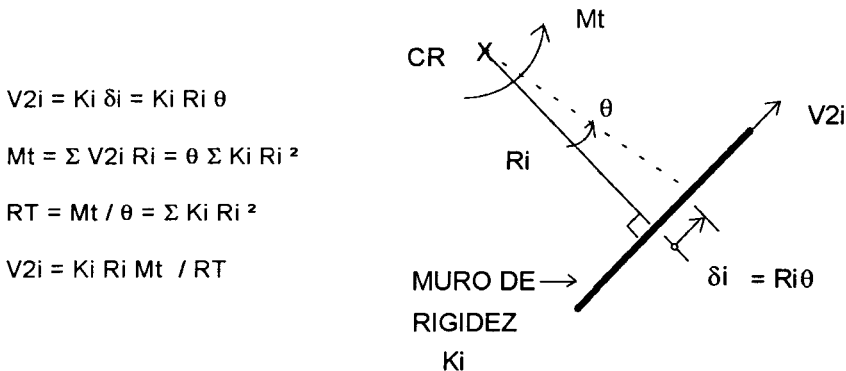 V2i = Ki δi = Ki Ri θ
Mt = Σ V2i Ri = θ Σ Ki Ri ²
RT = Mt / θ = Σ Ki Ri ²
V2i = Ki Ri Mt / RT
Mt
CR
X
θ
V2i
Ri
δi = Riθ
MURO DE
RIGIDEZ
Ki